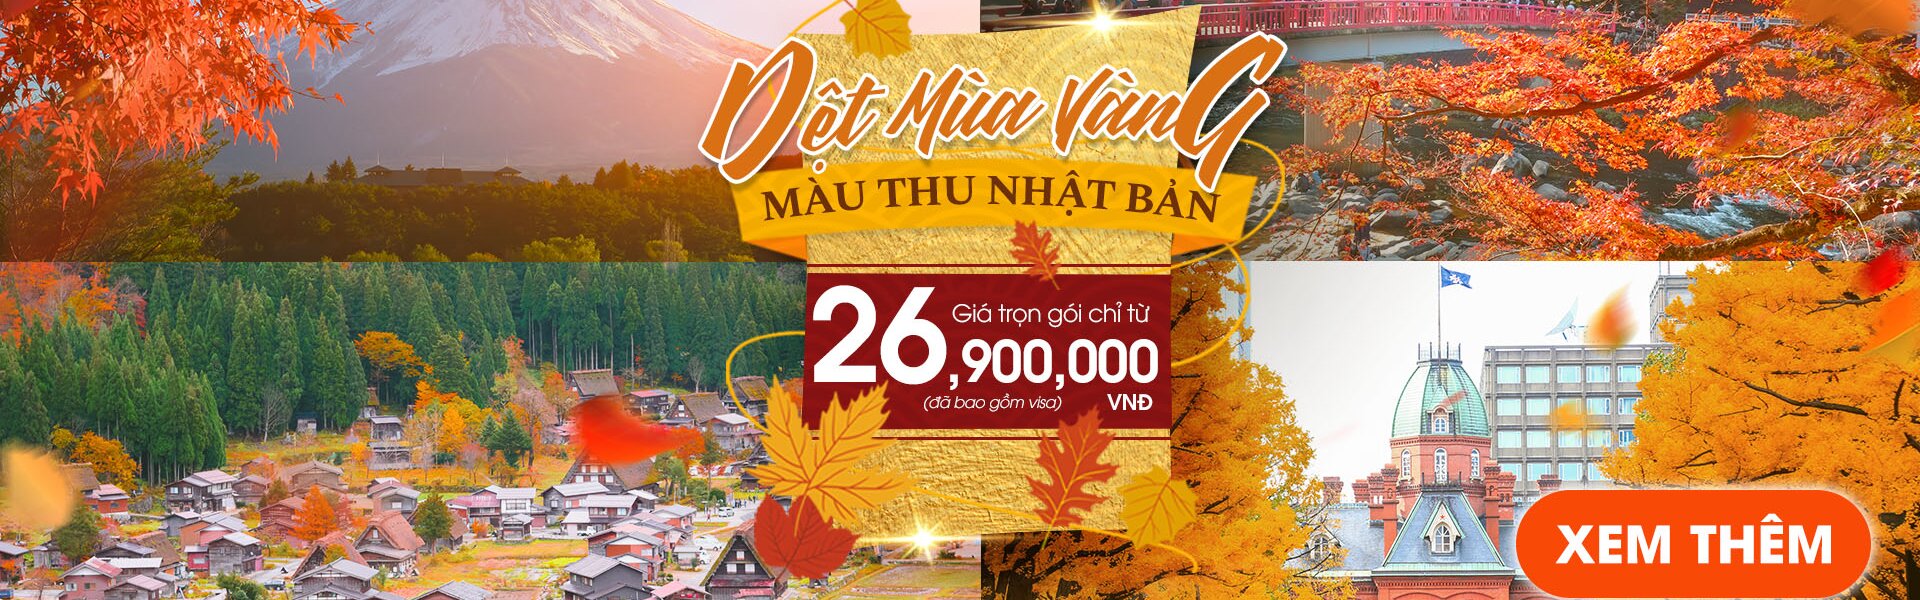 Dệt Mùa Vàng
MÀU THU NHẬT BẢN
Giá trọn gói chỉ từ
26,900,000
(đã bao gồm visa) VNĐ
XEM THÊM